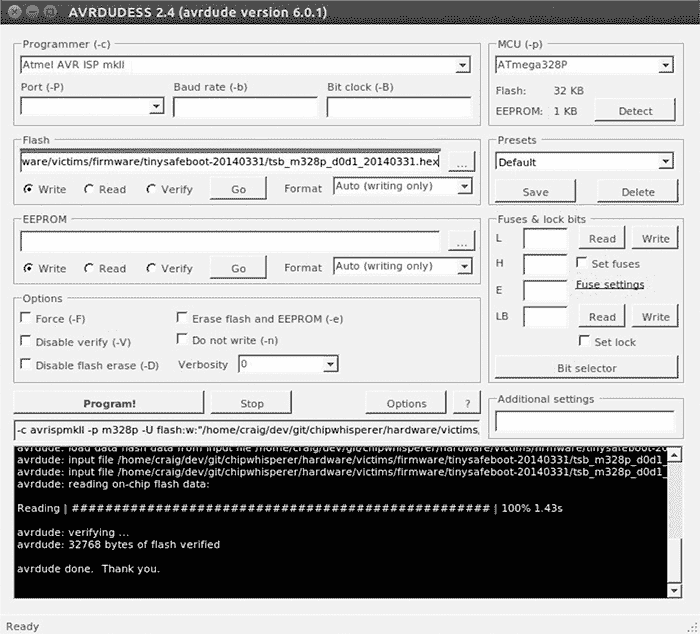 AVRDUDESS 2.4 (avrdude version 6.0.1)
Programmer (-c)
Atmel AVR ISP mkII
Port (-P)
Baud rate (-b)
Bit clock (-B)
MCU (-p)
ATmega328P
Flash: 32 KB
EEPROM: 1 KB
Detect
Flash
ware/victims/firmware/tinysafeboot-20140331/tsb_m328p_d0d1_20140331.hex
...
Write Read Verify Go Format Auto (writing only)
Presets
Default
Save Delete
EEPROM
...
Write Read Verify Go Format Auto (writing only)
Fuses & lock bits
L Read Write
H Set fuses
E Fuse settings
LB Read Write
Set lock
Bit selector
Options
Force (-F) Erase flash and EEPROM (-e)
Disable verify (-V) Do not write (-n)
Disable flash erase (-D) Verbosity 0
Program! Stop Options ?
Additional settings
-c avrispmkII -p m328p -U flash:w:"/home/craig/dev/git/chipwhisperer/hardware/victims,
avrdude: load data flash data from input file /home/craig/dev/git/chipwhisperer/hardware/victims/firmware/tinysafeboot-20
avrdude: input file /home/craig/dev/git/chipwhisperer/hardware/victims/firmware/tinysafeboot-20140331/tsb_m328p_d0d1_
avrdude: input file /home/craig/dev/git/chipwhisperer/hardware/victims/firmware/tinysafeboot-20140331/tsb_m328p_d0d1_
avrdude: reading on-chip flash data:
Reading | ################################################## | 100% 1.43s
avrdude: verifying ...
avrdude: 32768 bytes of flash verified
avrdude done. Thank you.
Ready